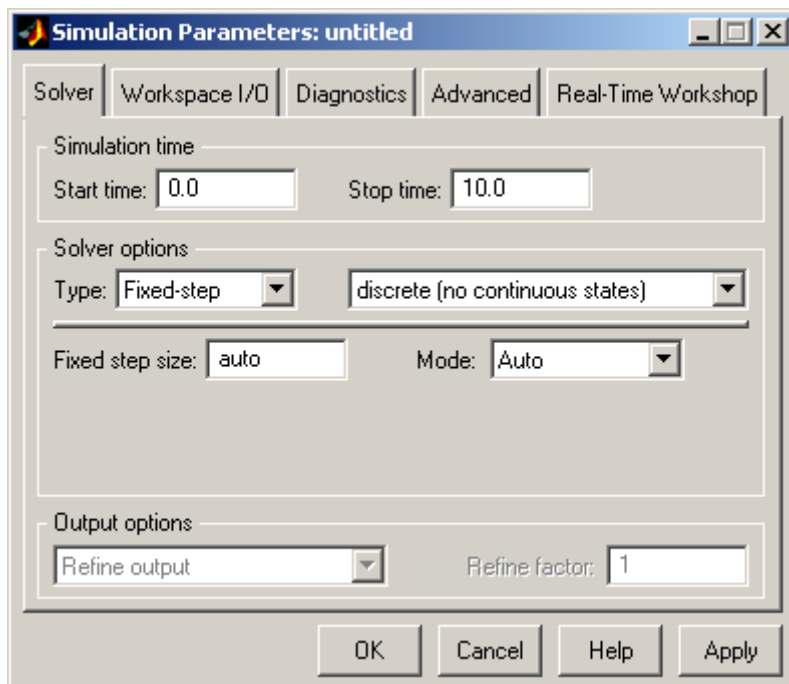 Simulation Parameters: untitled
Solver Workspace I/O Diagnostics Advanced Real-Time Workshop
Simulation time
Start time: 0.0 Stop time: 10.0
Solver options
Type: Fixed-step discrete (no continuous states)
Fixed step size: auto Mode: Auto
Output options
Refine output Refine factor: 1
OK Cancel Help Apply